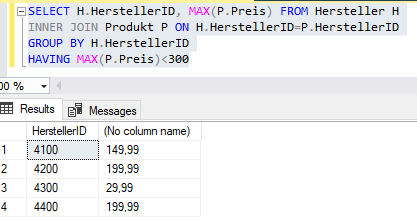 SELECT H.HerstellerID, MAX(P.Preis) FROM Hersteller H
INNER JOIN Produkt P ON H.HerstellerID=P.HerstellerID
GROUP BY H.HerstellerID
HAVING MAX(P.Preis)<300
00 %
Results Messages
HerstellerID (No column name)
1 4100 149,99
2 4200 199,99
3 4300 29,99
4 4400 199,99